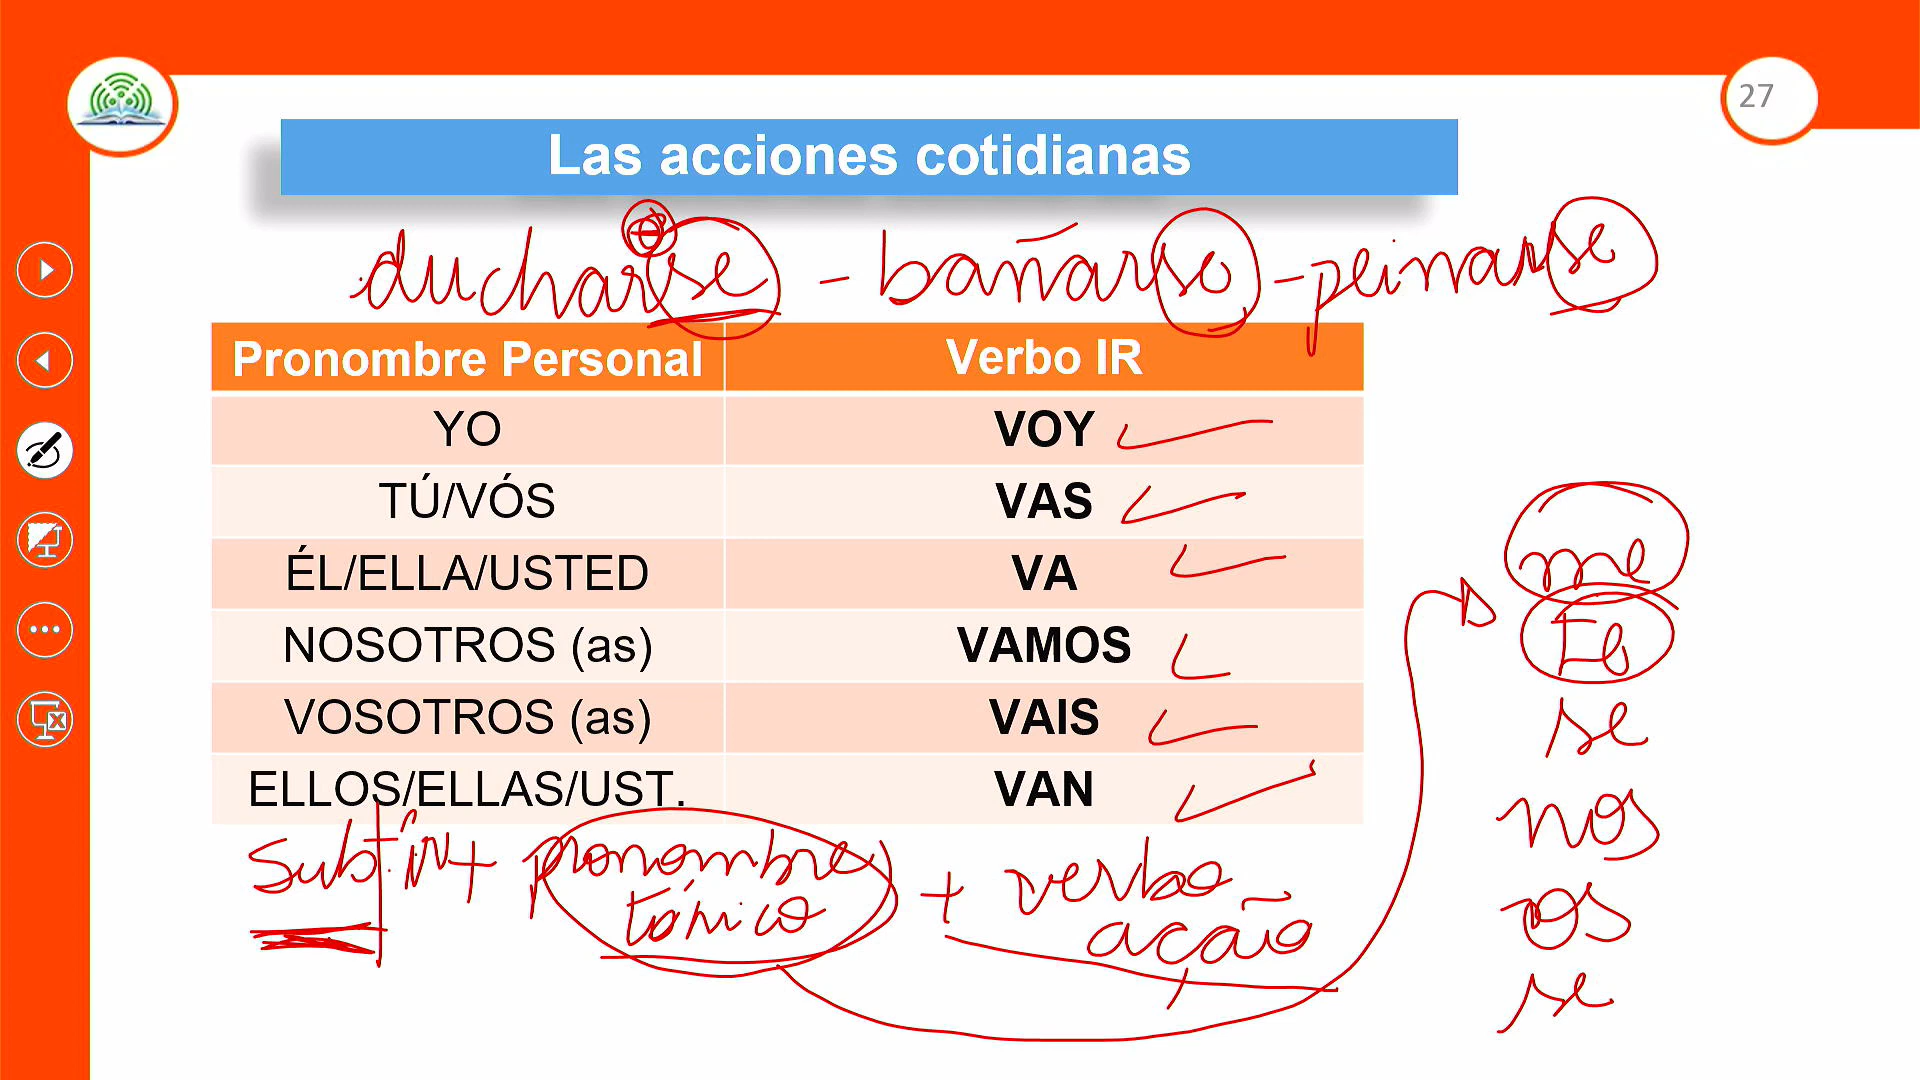 27
Las acciones cotidianas
ducharse - bañarse - peinarse
Pronombre Personal Verbo IR
YO VOY
TÚ/VÓS VAS
ÉL/ELLA/USTED VA
NOSOTROS (as) VAMOS
VOSOTROS (as) VAIS
ELLOS/ELLAS/UST. VAN
me
te
se
nos
os
se
Subt ir + pronombre + verbo
tónico ação